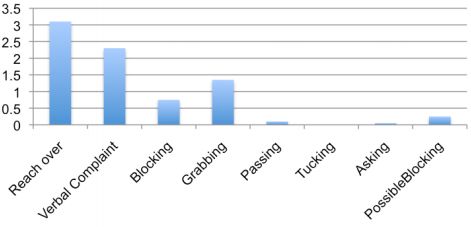 3.5
3
2.5
2
1.5
1
0.5
0
Reach over
Verbal Complaint
Blocking
Grabbing
Passing
Tucking
Asking
PossibleBlocking